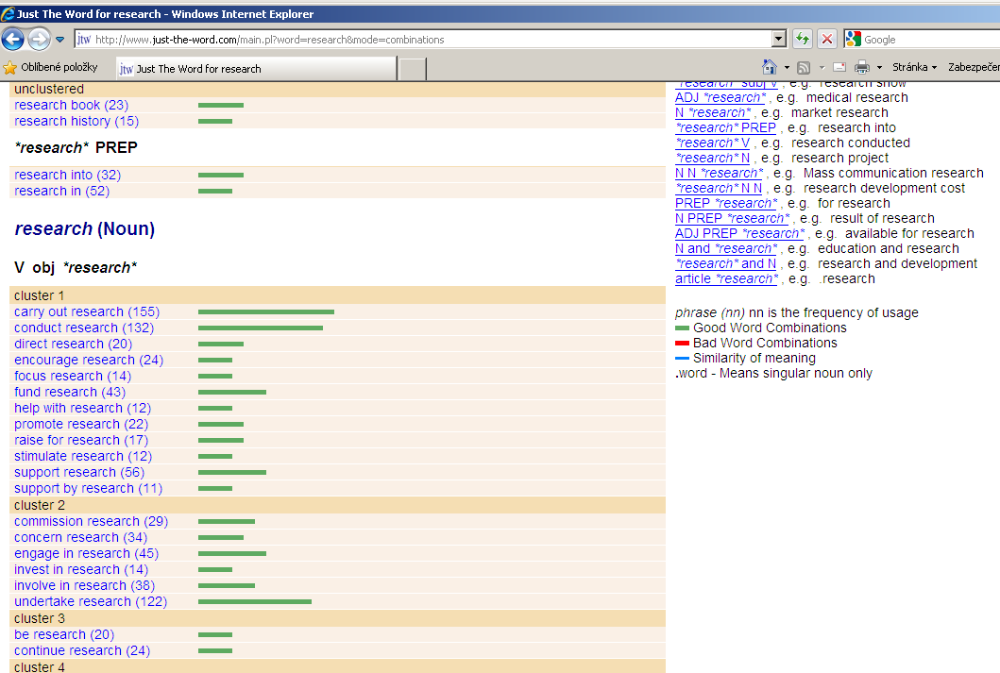 Just The Word for research - Windows Internet Explorer
jtw http://www.just-the-word.com/main.pl?word=research&mode=combinations
Google
Oblíbené položky
jtw Just The Word for research
Stránka
unclustered
research book (23)
research history (15)
*research* PREP
research into (32)
research in (52)
research (Noun)
V obj *research*
cluster 1
carry out research (155)
conduct research (132)
direct research (20)
encourage research (24)
focus research (14)
fund research (43)
help with research (12)
promote research (22)
raise for research (17)
stimulate research (12)
support research (56)
support by research (11)
cluster 2
commission research (29)
concern research (34)
engage in research (45)
invest in research (14)
involve in research (38)
undertake research (122)
cluster 3
be research (20)
continue research (24)
cluster 4
*research* subj V , e.g. research show
ADJ *research* , e.g. medical research
N *research* , e.g. market research
*research* PREP , e.g. research into
*research* V , e.g. research conducted
*research* N , e.g. research project
N N *research* , e.g. Mass communication research
*research* N N , e.g. research development cost
PREP *research* , e.g. for research
N PREP *research* , e.g. result of research
ADJ PREP *research* , e.g. available for research
N and *research* , e.g. education and research
*research* and N , e.g. research and development
article *research* , e.g. .research
phrase (nn) nn is the frequency of usage
Good Word Combinations
Bad Word Combinations
Similarity of meaning
.word - Means singular noun only